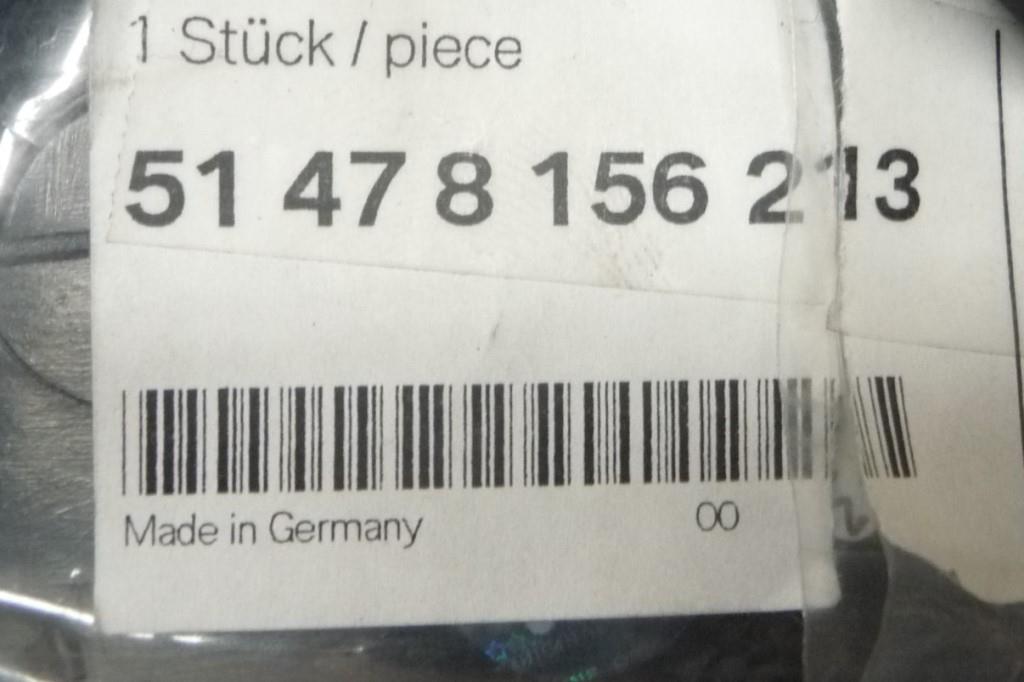 1 Stück / piece
51 47 8 156 213
Made in Germany 00